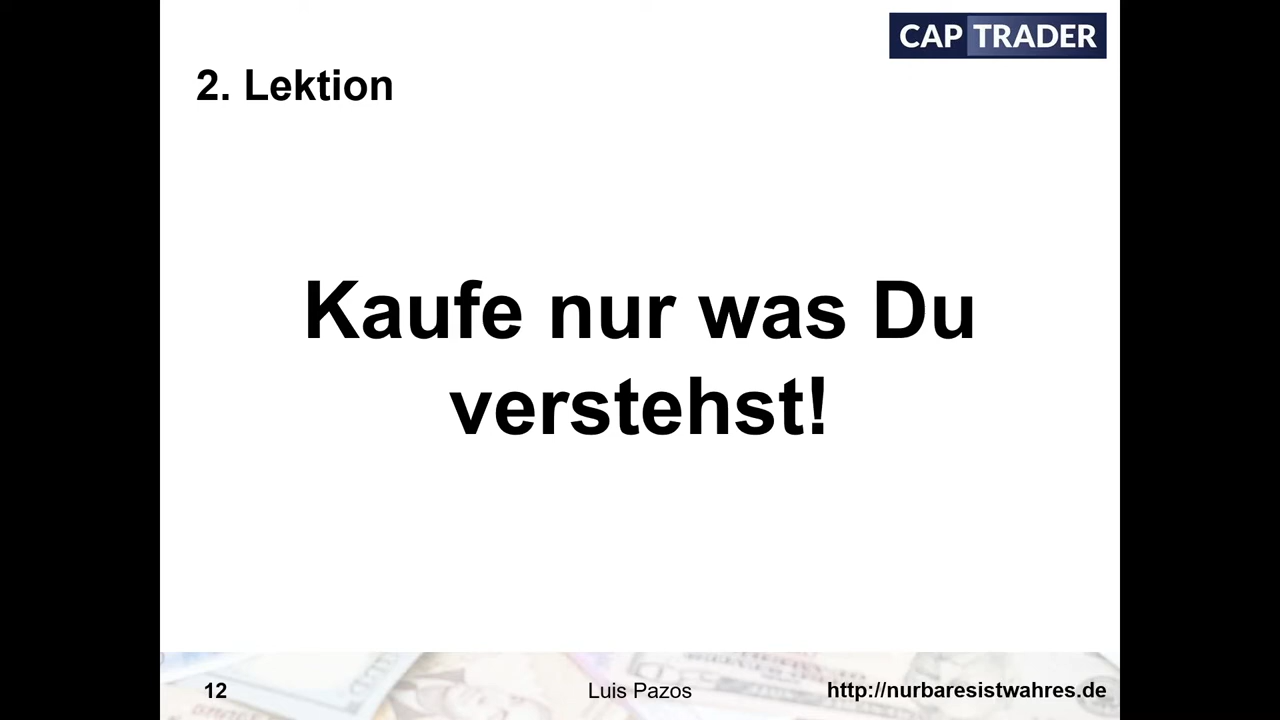 CAP TRADER
2. Lektion
Kaufe nur was Du
verstehst!
12
Luis Pazos
http://nurbaresistwahres.de